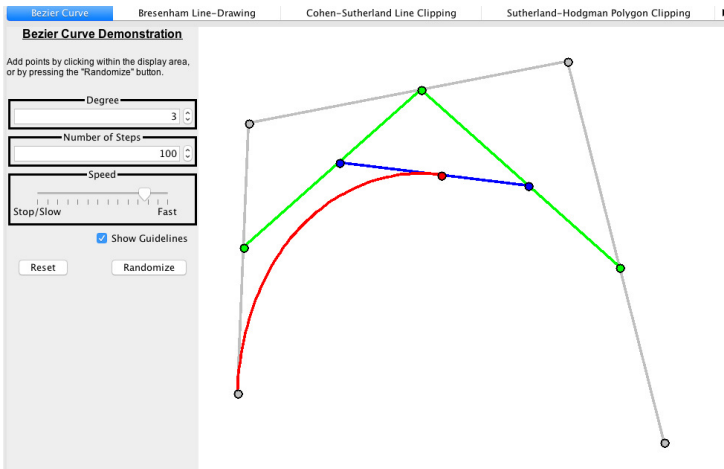 Bezier Curve
Bresenham Line-Drawing
Cohen-Sutherland Line Clipping
Sutherland-Hodgman Polygon Clipping
Bezier Curve Demonstration
Add points by clicking within the display area,
or by pressing the "Randomize" button.
Degree
3
Number of Steps
100
Speed
Stop/Slow
Fast
Show Guidelines
Reset
Randomize